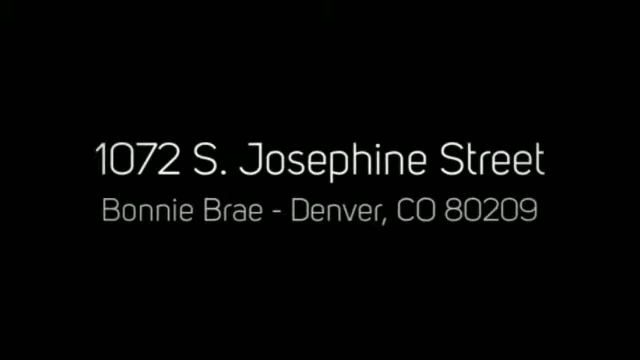 1072 S. Josephine Street
Bonnie Brae - Denver, CO 80209